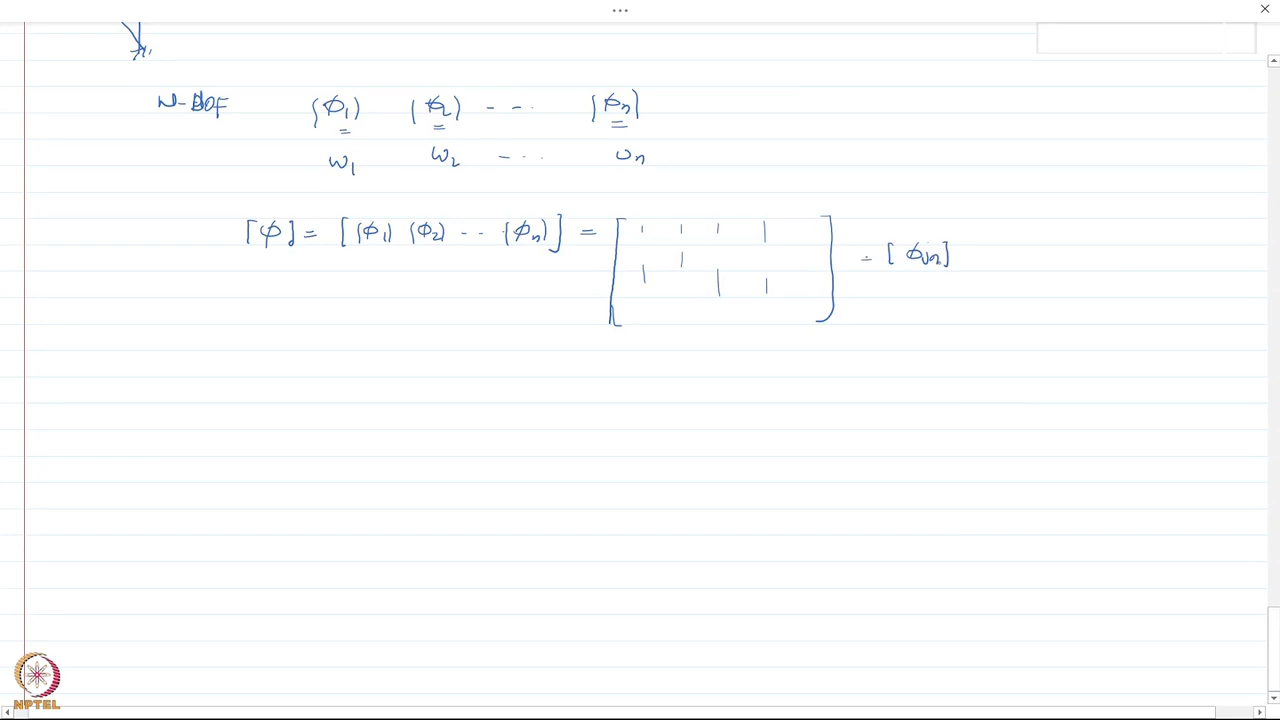 N-DOF {φ1} {φ2} - - . {φn}
ω1 ω2 - . . ωn
[φ] = [{φ1} {φ2} - - {φn}] = [ ] = [φjn]
NPTEL